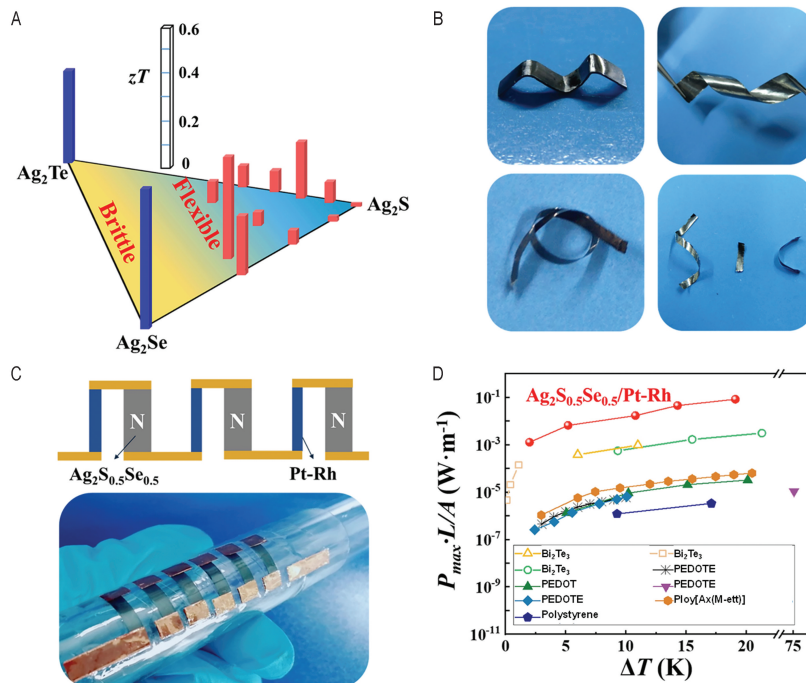 A
0.6
0.4
zT
0.2
0
Ag₂Te
Ag₂S
Brittle
Flexible
Ag₂Se
B
C
N N N
Ag₂S₀.₅Se₀.₅ Pt-Rh
D
Ag₂S₀.₅Se₀.₅/Pt-Rh
Pmax·L/A (W·m⁻¹)
10⁻¹
10⁻³
10⁻⁵
10⁻⁷
10⁻⁹
10⁻¹¹
Bi₂Te₃ Bi₂Te₃
Bi₂Te₃ PEDOTE
PEDOT PEDOTE
PEDOTE Ploy[Ax(M-ett)]
Polystyrene
0 5 10 15 20 75
ΔT (K)